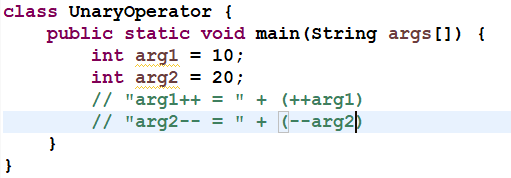 class UnaryOperator {
public static void main(String args[]) {
int arg1 = 10;
int arg2 = 20;
// "arg1++ = " + (++arg1)
// "arg2-- = " + (--arg2)
}
}